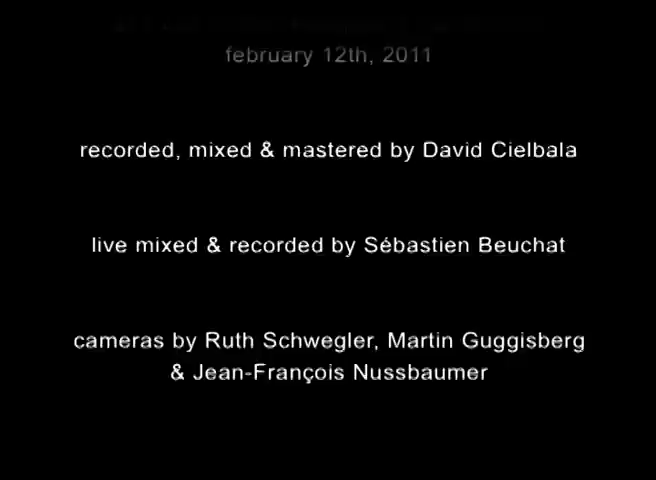 february 12th, 2011
recorded, mixed & mastered by David Cielbala
live mixed & recorded by Sébastien Beuchat
cameras by Ruth Schwegler, Martin Guggisberg
& Jean-François Nussbaumer